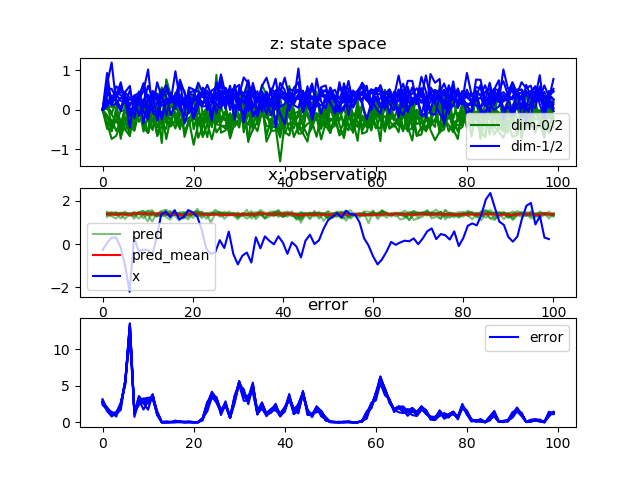 z: state space
1
0
−1
dim-0/2
dim-1/2
0 20 40 60 80 100
x: observation
2
0
−2
pred
pred_mean
x
0 20 40 60 80 100
error
10
5
0
error
0 20 40 60 80 100